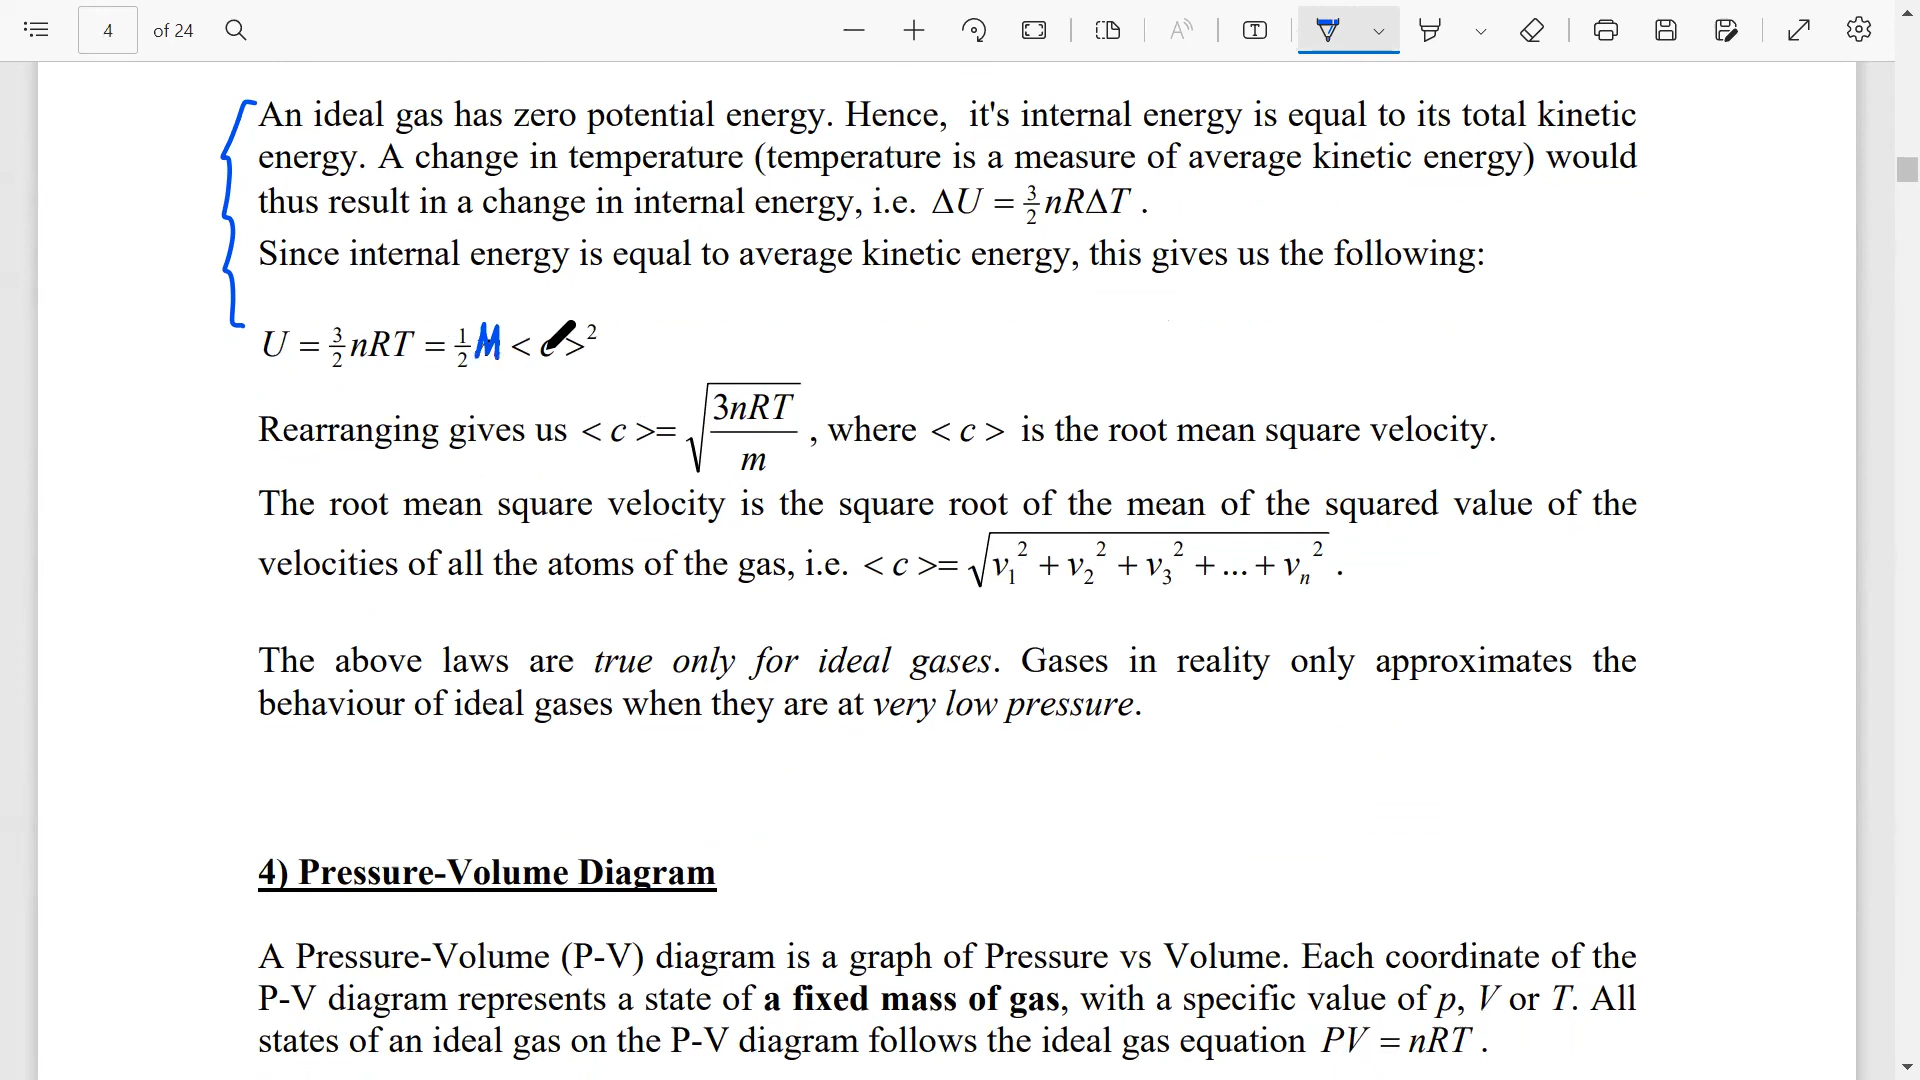 4 of 24
An ideal gas has zero potential energy. Hence, it's internal energy is equal to its total kinetic
energy. A change in temperature (temperature is a measure of average kinetic energy) would
thus result in a change in internal energy, i.e. ΔU = 3/2 nRΔT .
Since internal energy is equal to average kinetic energy, this gives us the following:
U = 3/2 nRT = 1/2 M < c >²
Rearranging gives us < c >= √(3nRT/m) , where < c > is the root mean square velocity.
The root mean square velocity is the square root of the mean of the squared value of the
velocities of all the atoms of the gas, i.e. < c >= √(v₁² + v₂² + v₃² + ... + vₙ²) .
The above laws are true only for ideal gases. Gases in reality only approximates the
behaviour of ideal gases when they are at very low pressure.
4) Pressure-Volume Diagram
A Pressure-Volume (P-V) diagram is a graph of Pressure vs Volume. Each coordinate of the
P-V diagram represents a state of a fixed mass of gas, with a specific value of p, V or T. All
states of an ideal gas on the P-V diagram follows the ideal gas equation PV = nRT .